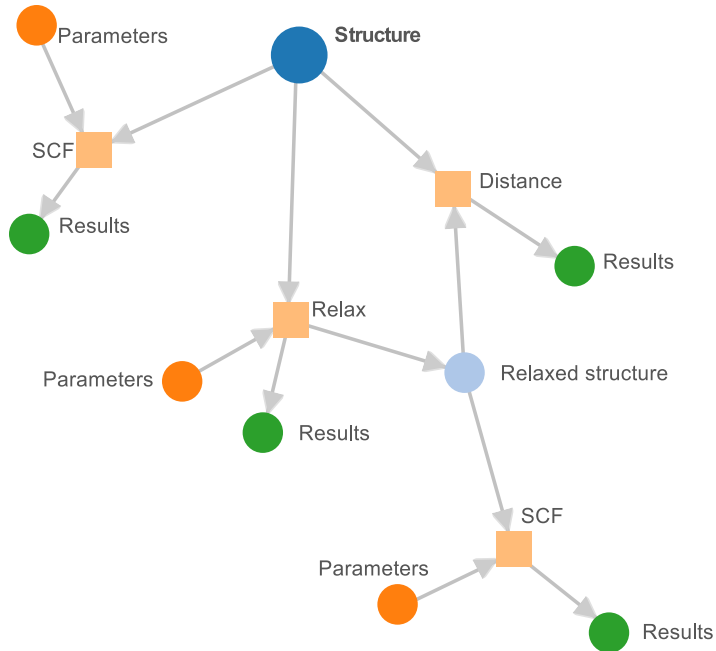 Parameters
Structure
SCF
Distance
Results
Results
Relax
Parameters
Relaxed structure
Results
SCF
Parameters
Results